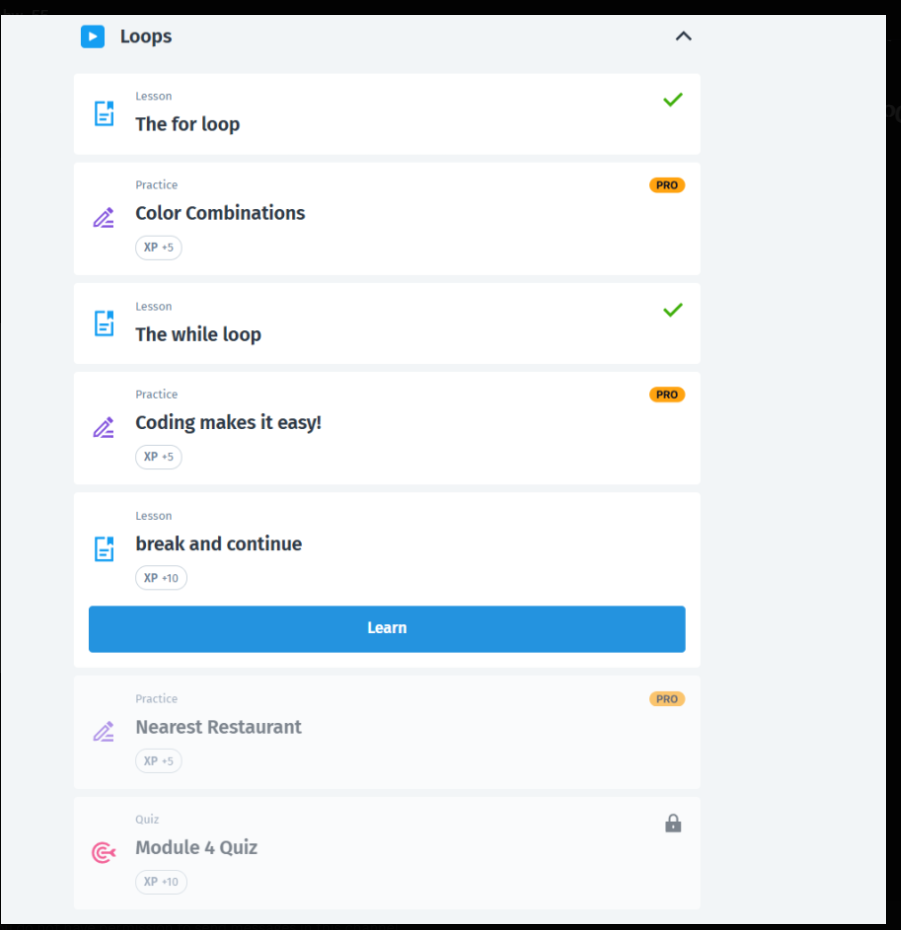 Loops
Lesson
The for loop
Practice
PRO
Color Combinations
XP +5
Lesson
The while loop
Practice
PRO
Coding makes it easy!
XP +5
Lesson
break and continue
XP +10
Learn
Practice
PRO
Nearest Restaurant
XP +5
Quiz
Module 4 Quiz
XP +10